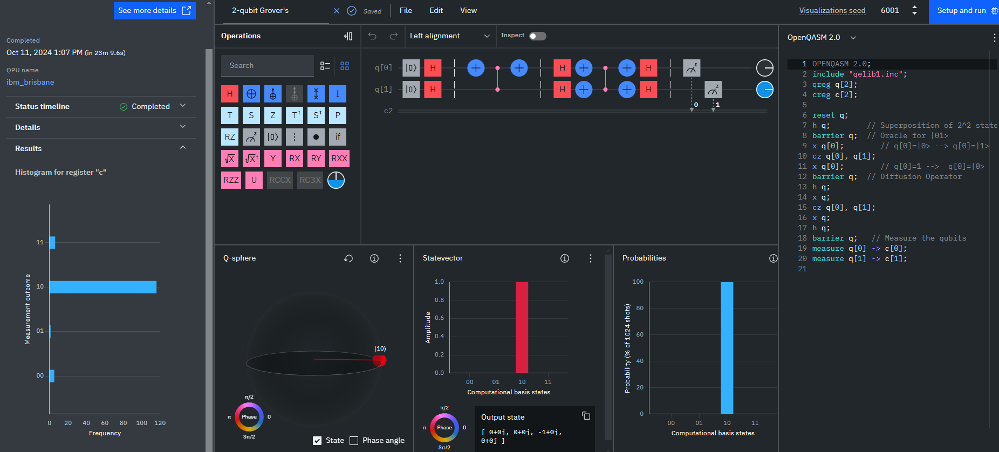 See more details
Completed
Oct 11, 2024 1:07 PM (in 23m 9.6s)
QPU name
ibm_brisbane
Status timeline
Completed
Details
Results
Histogram for register "c"
Measurement outcome
11
10
01
00
0 20 40 60 80 100 120
Frequency
2-qubit Grover's
Saved
File Edit View
Visualizations seed 6001
Setup and run
Operations
Search
H
I
T S Z T† S† P
RZ z |0⟩ if
√X √X† Y RX RY RXX
RZZ U RCCX RC3X
Left alignment
Inspect
q[0] |0⟩ H + + H + + H z
q[1] |0⟩ H H + + H z
c2 0 1
OpenQASM 2.0
1 OPENQASM 2.0;
2 include "qelib1.inc";
3 qreg q[2];
4 creg c[2];
5
6 reset q;
7 h q; // Superposition of 2^2 state
8 barrier q; // Oracle for |01>
9 x q[0]; // q[0]=|0> --> q[0]=|1>
10 cz q[0], q[1];
11 x q[0]; // q[0]=1 --> q[0]=|0>
12 barrier q; // Diffusion Operator
13 h q;
14 x q;
15 cz q[0], q[1];
16 x q;
17 h q;
18 barrier q; // Measure the qubits
19 measure q[0] -> c[0];
20 measure q[1] -> c[1];
21
Q-sphere
|10⟩
π/2
π Phase 0
3π/2
State Phase angle
Statevector
Amplitude
1.0
0.8
0.6
0.4
0.2
0.0
00 01 10 11
Computational basis states
π/2
π Phase 0
3π/2
Output state
[ 0+0j, 0+0j, -1+0j,
0+0j ]
Probabilities
Probability (% of 1024 shots)
100
80
60
40
20
0
00 01 10 11
Computational basis states